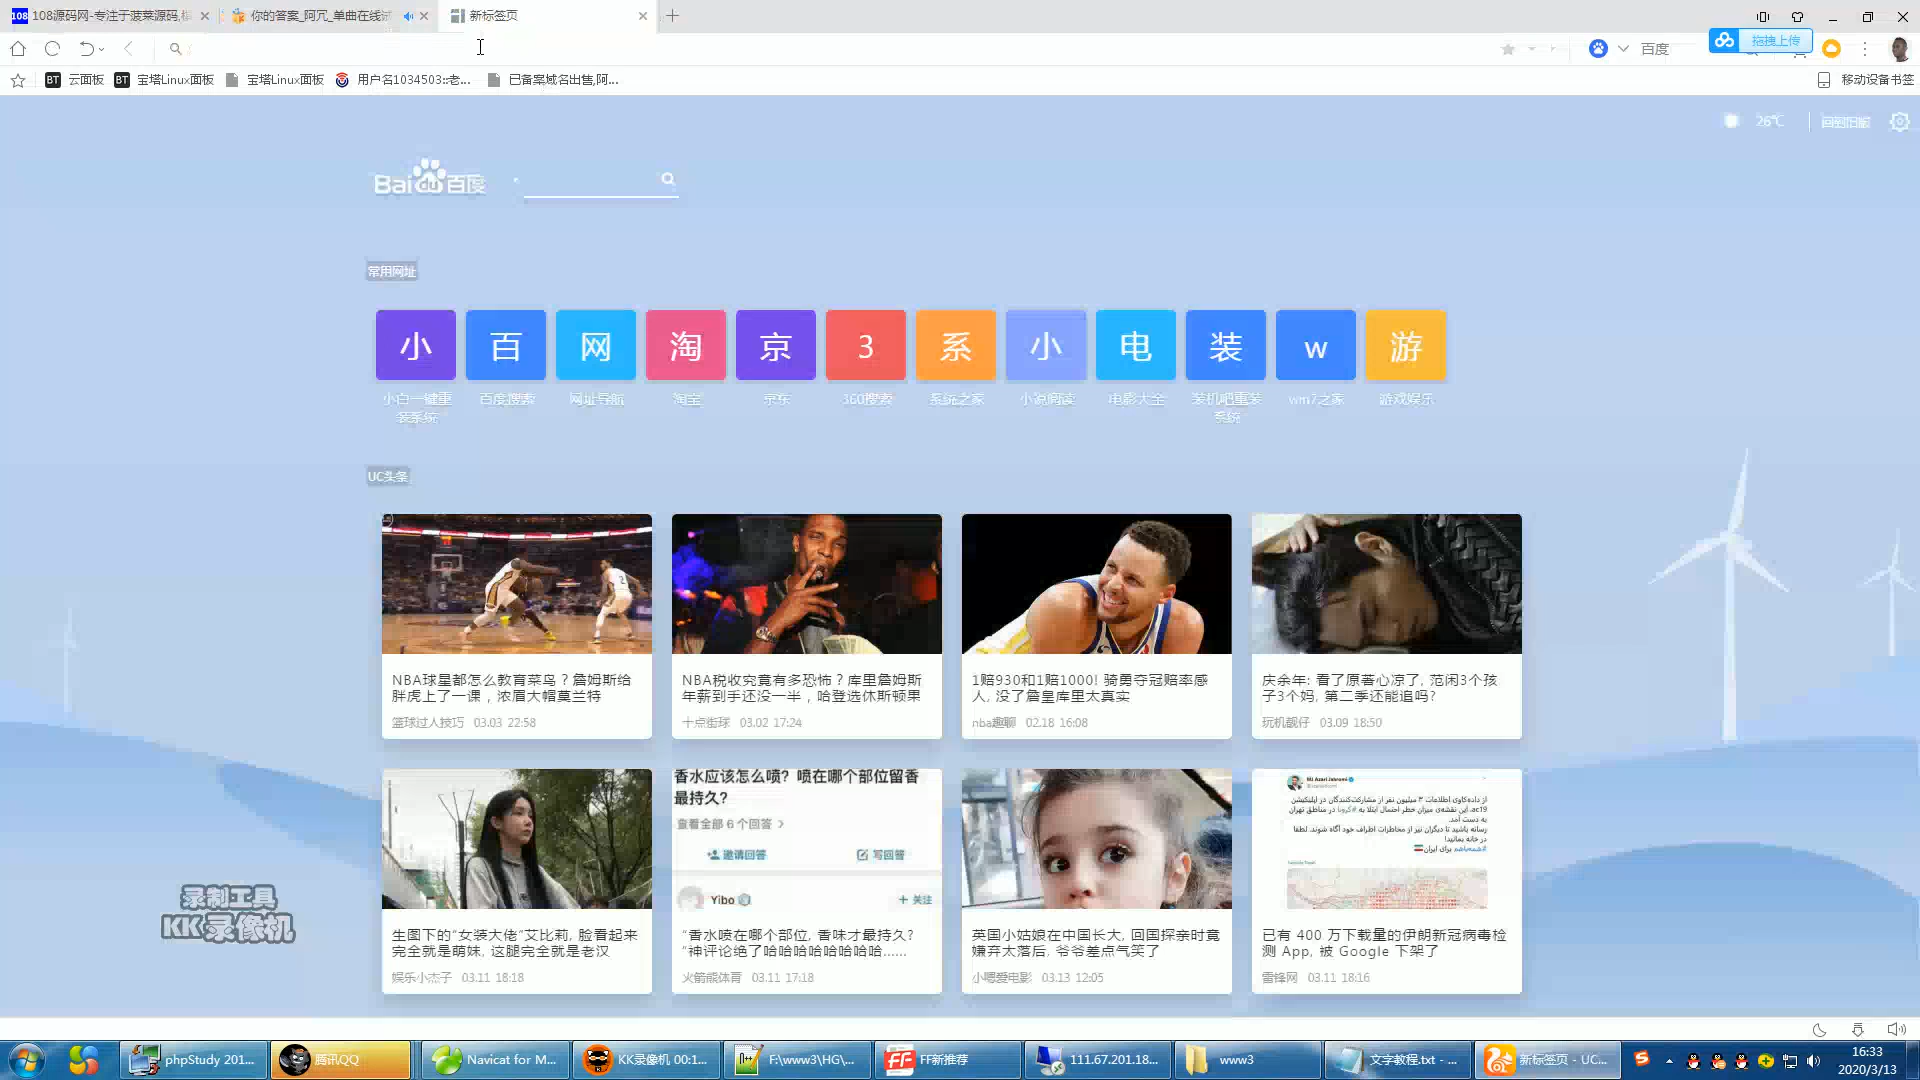 108源码网-专注于菠菜源码,棋
你的答案_阿冗_单曲在线试
新标签页
百度
拖拽上传
云面板
宝塔Linux面板
宝塔Linux面板
用户名1034503::老...
已备案域名出售,阿...
移动设备书签
26℃
回到旧版
Bai du 百度
常用网址
小
百
网
淘
京
3
系
小
电
装
w
游
小白一键重装系统
百度搜索
网址导航
淘宝
京东
360搜索
系统之家
小说阅读
电影大全
装机吧重装系统
win7之家
游戏娱乐
UC头条
NBA球星都怎么教育菜鸟？詹姆斯给
胖虎上了一课，浓眉大帽莫兰特
篮球过人技巧 03.03 22:58
NBA税收究竟有多恐怖？库里詹姆斯
年薪到手还没一半，哈登选休斯顿果
十点街球 03.02 17:24
1赔930和1赔1000! 骑勇夺冠赔率感
人, 没了詹皇库里太真实
nba趣聊 02.18 16:08
庆余年: 看了原著心凉了, 范闲3个孩
子3个妈, 第二季还能追吗?
玩机靓仔 03.09 18:50
香水应该怎么喷？喷在哪个部位留香
最持久？
查看全部 6 个回答
邀请回答
写回答
Yibo
+ 关注
生图下的“女装大佬”艾比莉, 脸看起来
完全就是萌妹, 这腿完全就是老汉
娱乐小杰子 03.11 18:18
“香水喷在哪个部位, 香味才最持久?
“神评论绝了哈哈哈哈哈哈哈哈......
火箭熊体育 03.11 17:18
英国小姑娘在中国长大, 回国探亲时竟
嫌弃太落后, 爷爷差点气笑了
小嗯爱电影 03.13 12:05
已有 400 万下载量的伊朗新冠病毒检
测 App, 被 Google 下架了
雷锋网 03.11 18:16
录制工具
KK录像机
phpStudy 201...
腾讯QQ
Navicat for M...
KK录像机 00:1...
F:\www3\HG\...
FF新推荐
111.67.201.18...
www3
文字教程.txt - ...
新标签页 - UC...
16:33
2020/3/13